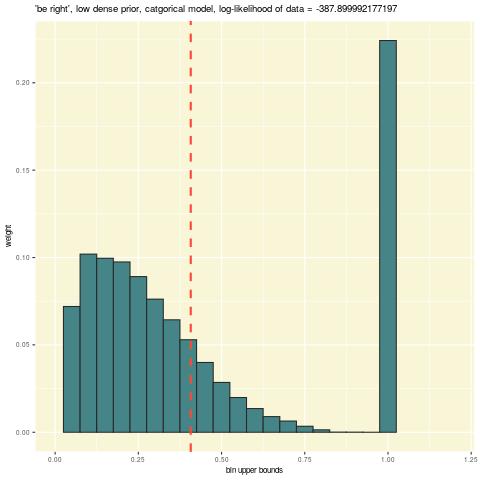 'be right', low dense prior, catgorical model, log-likelihood of data = -387.899992177197
0.20
0.15
0.10
0.05
0.00
weight
0.00 0.25 0.50 0.75 1.00 1.25
bin upper bounds